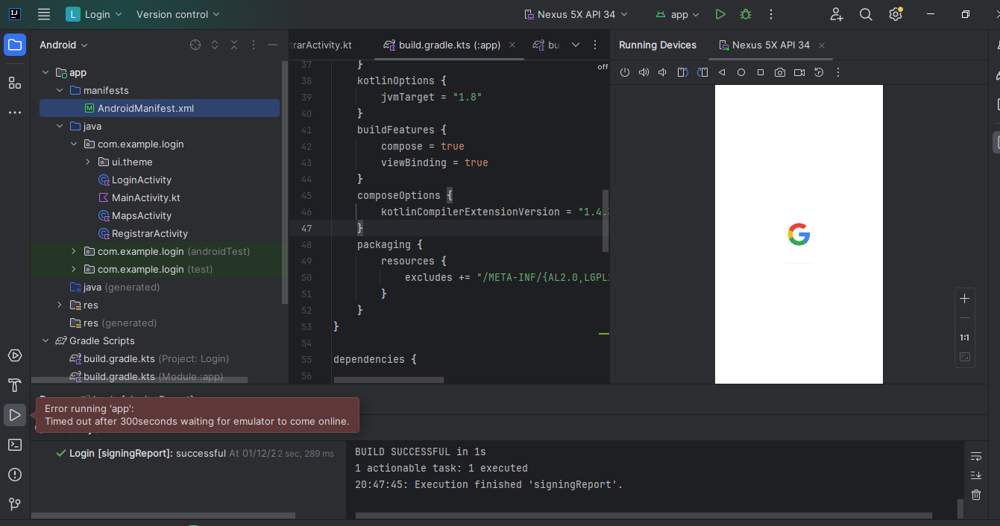 IJ
L Login
Version control
Nexus 5X API 34
app
Android
rarActivity.kt
build.gradle.kts (:app)
bu
Running Devices
Nexus 5X API 34
off
app
manifests
M AndroidManifest.xml
java
com.example.login
ui.theme
LoginActivity
MainActivity.kt
MapsActivity
RegistrarActivity
com.example.login (androidTest)
com.example.login (test)
java (generated)
res
res (generated)
Gradle Scripts
build.gradle.kts (Project: Login)
build.gradle.kts (Module :app)
37 }
38 kotlinOptions {
39 jvmTarget = "1.8"
40 }
41 buildFeatures {
42 compose = true
43 viewBinding = true
44 }
45 composeOptions {
46 kotlinCompilerExtensionVersion = "1.4.
47 }
48 packaging {
49 resources {
50 excludes += "/META-INF/{AL2.0,LGPL
51 }
52 }
53 }
54
55 dependencies {
56
G
1:1
Error running 'app':
Timed out after 300seconds waiting for emulator to come online.
Login [signingReport]: successful At 01/12/2 2 sec, 289 ms
BUILD SUCCESSFUL in 1s
1 actionable task: 1 executed
20:47:45: Execution finished 'signingReport'.